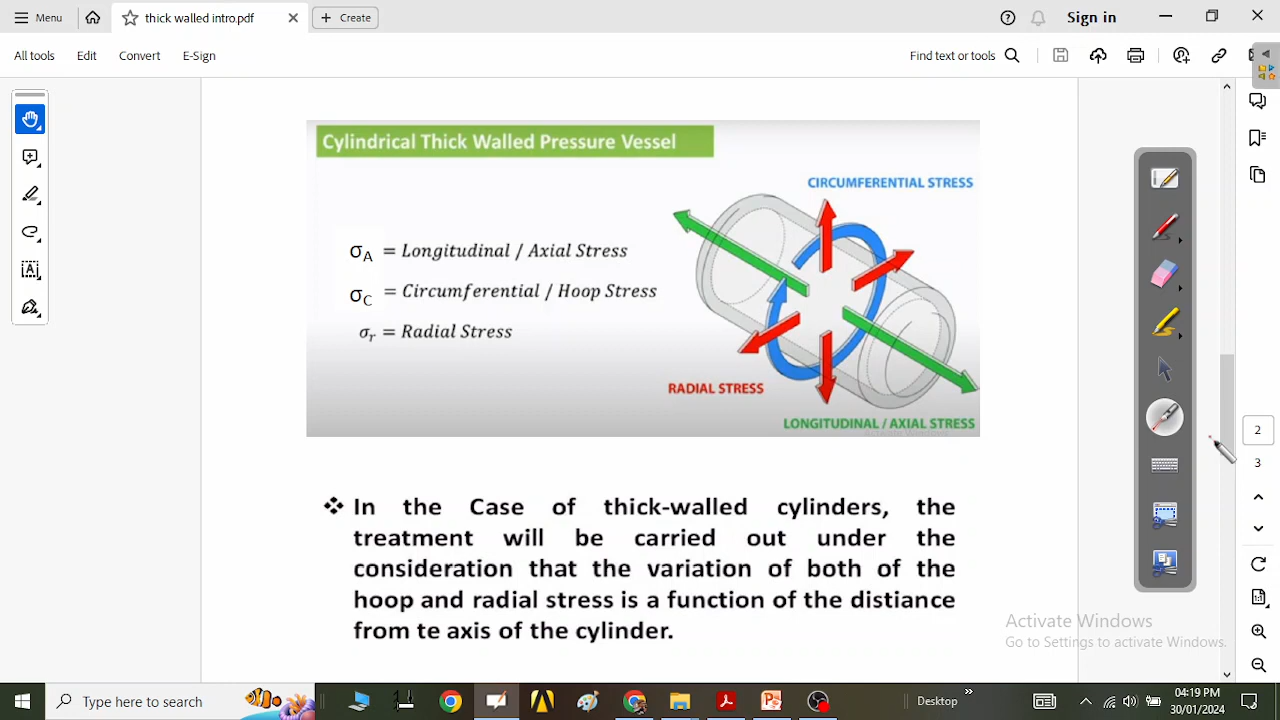 Menu
thick walled intro.pdf
Create
Sign in
All tools
Edit
Convert
E-Sign
Find text or tools
Cylindrical Thick Walled Pressure Vessel
CIRCUMFERENTIAL STRESS
σA = Longitudinal / Axial Stress
σC = Circumferential / Hoop Stress
σr = Radial Stress
RADIAL STRESS
LONGITUDINAL / AXIAL STRESS
❖ In the Case of thick-walled cylinders, the
treatment will be carried out under the
consideration that the variation of both of the
hoop and radial stress is a function of the distiance
from te axis of the cylinder.
2
3
Activate Windows
Go to Settings to activate Windows.
Type here to search
Desktop
04:19 PM
30/01/2024